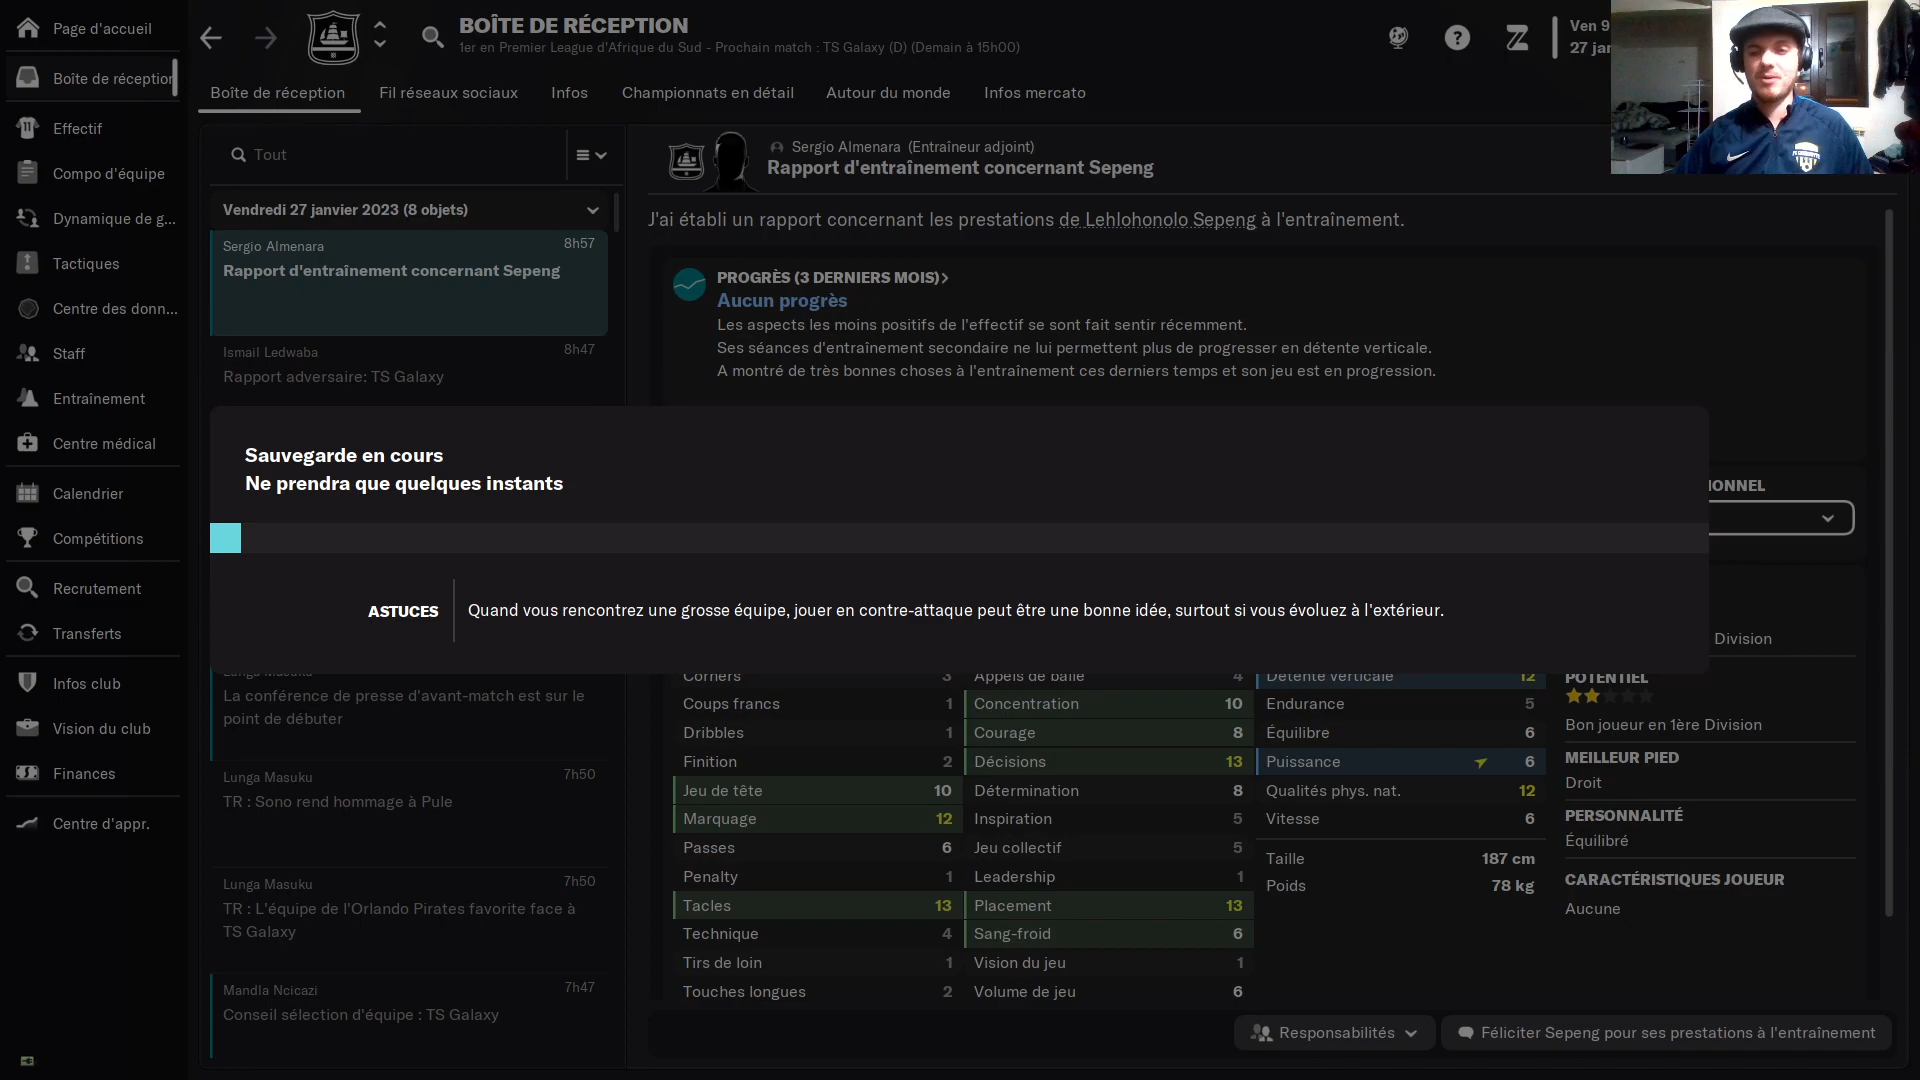 Page d'accueil
Boîte de réception
Effectif
Compo d'équipe
Dynamique de g...
Tactiques
Centre des donn...
Staff
Entraînement
Centre médical
Calendrier
Compétitions
Recrutement
Transferts
Infos club
Vision du club
Finances
Centre d'appr.
BOÎTE DE RÉCEPTION
1er en Premier League d'Afrique du Sud - Prochain match : TS Galaxy (D) (Demain à 15h00)
Ven 9
27 jan
Boîte de réception
Fil réseaux sociaux
Infos
Championnats en détail
Autour du monde
Infos mercato
Tout
Vendredi 27 janvier 2023 (8 objets)
Sergio Almenara 8h57
Rapport d'entraînement concernant Sepeng
Ismail Ledwaba 8h47
Rapport adversaire: TS Galaxy
Sergio Almenara (Entraîneur adjoint)
Rapport d'entraînement concernant Sepeng
J'ai établi un rapport concernant les prestations de Lehlohonolo Sepeng à l'entraînement.
PROGRÈS (3 DERNIERS MOIS)
Aucun progrès
Les aspects les moins positifs de l'effectif se sont fait sentir récemment.
Ses séances d'entraînement secondaire ne lui permettent plus de progresser en détente verticale.
A montré de très bonnes choses à l'entraînement ces derniers temps et son jeu est en progression.
Sauvegarde en cours
Ne prendra que quelques instants
ASTUCES
Quand vous rencontrez une grosse équipe, jouer en contre-attaque peut être une bonne idée, surtout si vous évoluez à l'extérieur.
IONNEL
Division
Lunga Masuku
La conférence de presse d'avant-match est sur le
point de débuter
Lunga Masuku 7h50
TR : Sono rend hommage à Pule
Lunga Masuku 7h50
TR : L'équipe de l'Orlando Pirates favorite face à
TS Galaxy
Mandla Ncicazi 7h47
Conseil sélection d'équipe : TS Galaxy
Corners 3
Coups francs 1
Dribbles 1
Finition 2
Jeu de tête 10
Marquage 12
Passes 6
Penalty 1
Tacles 13
Technique 4
Tirs de loin 1
Touches longues 2
Appels de balle 4
Concentration 10
Courage 8
Décisions 13
Détermination 8
Inspiration 5
Jeu collectif 5
Leadership 1
Placement 13
Sang-froid 6
Vision du jeu 1
Volume de jeu 6
Détente verticale 12
Endurance 5
Équilibre 6
Puissance 6
Qualités phys. nat. 12
Vitesse 6
Taille 187 cm
Poids 78 kg
POTENTIEL
Bon joueur en 1ère Division
MEILLEUR PIED
Droit
PERSONNALITÉ
Équilibré
CARACTÉRISTIQUES JOUEUR
Aucune
Responsabilités
Féliciter Sepeng pour ses prestations à l'entraînement